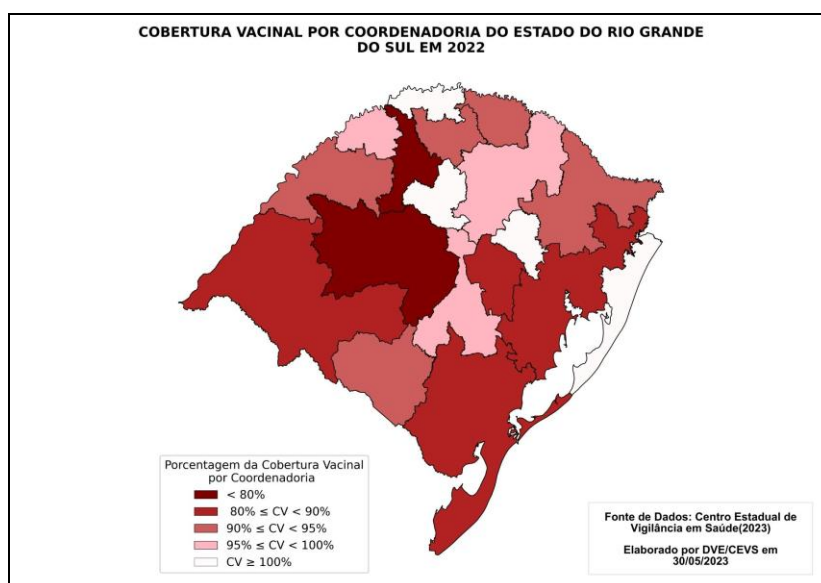 COBERTURA VACINAL POR COORDENADORIA DO ESTADO DO RIO GRANDE
DO SUL EM 2022
Porcentagem da Cobertura Vacinal
por Coordenadoria
< 80%
80% ≤ CV < 90%
90% ≤ CV < 95%
95% ≤ CV < 100%
CV ≥ 100%
Fonte de Dados: Centro Estadual de
Vigilância em Saúde(2023)
Elaborado por DVE/CEVS em
30/05/2023